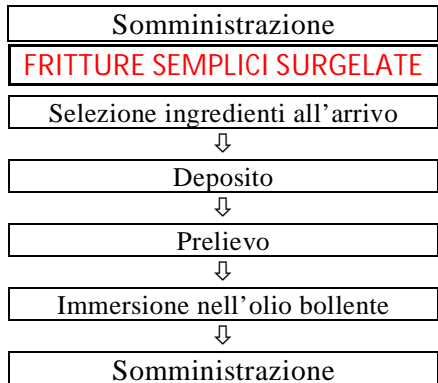 Somministrazione
FRITTURE SEMPLICI SURGELATE
Selezione ingredienti all'arrivo
⇩
Deposito
⇩
Prelievo
⇩
Immersione nell'olio bollente
⇩
Somministrazione